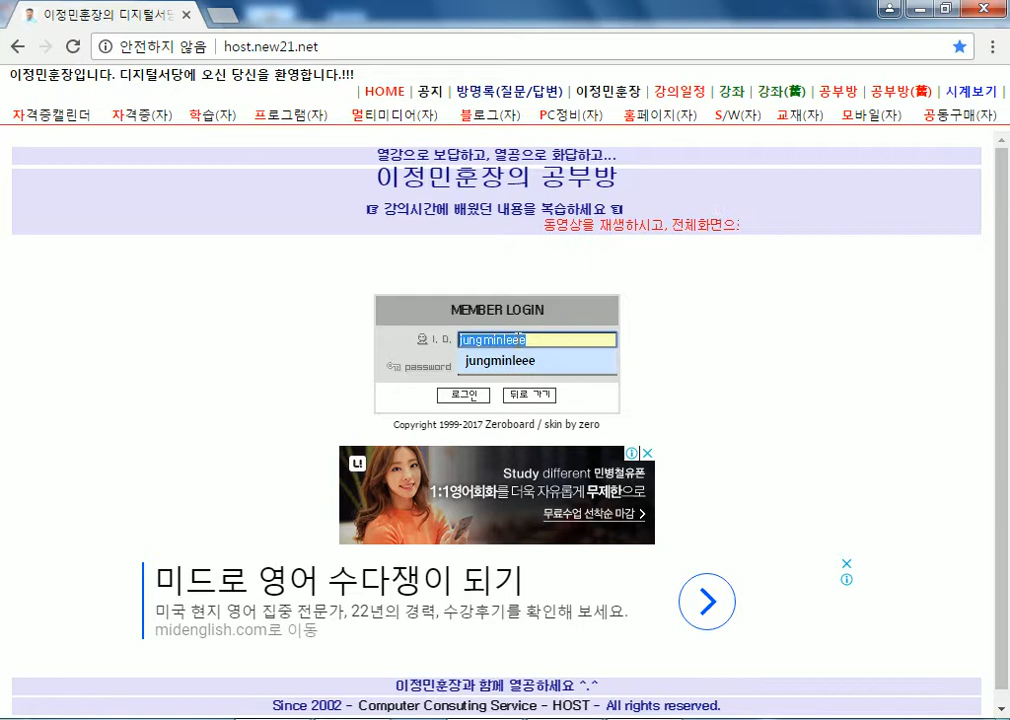 이정민훈장의 디지털서당
안전하지 않음 host.new21.net
이정민훈장입니다. 디지털서당에 오신 당신을 환영합니다.!!!
| HOME | 공지 | 방명록(질문/답변) | 이정민훈장 | 강의일정 | 강좌 | 강좌(舊) | 공부방 | 공부방(舊) | 시계보기 |
자격증캘린더 자격증(자) 학습(자) 프로그램(자) 멀티미디어(자) 블로그(자) PC정비(자) 홈페이지(자) S/W(자) 교재(자) 모바일(자) 공동구매(자)
열강으로 보답하고, 열공으로 화답하고...
이정민훈장의 공부방
☞ 강의시간에 배웠던 내용을 복습하세요 ☜
동영상을 재생하시고, 전체화면으
MEMBER LOGIN
I. D. jungminleee
jungminleee
password
로그인 뒤로 가기
Copyright 1999-2017 Zeroboard / skin by zero
Study different 민병철유폰
1:1영어회화를 더욱 자유롭게 무제한으로
무료수업 선착순 마감
미드로 영어 수다쟁이 되기
미국 현지 영어 집중 전문가, 22년의 경력, 수강후기를 확인해 보세요.
midenglish.com로 이동
이정민훈장과 함께 열공하세요 ^.^
Since 2002 - Computer Consuting Service - HOST - All rights reserved.